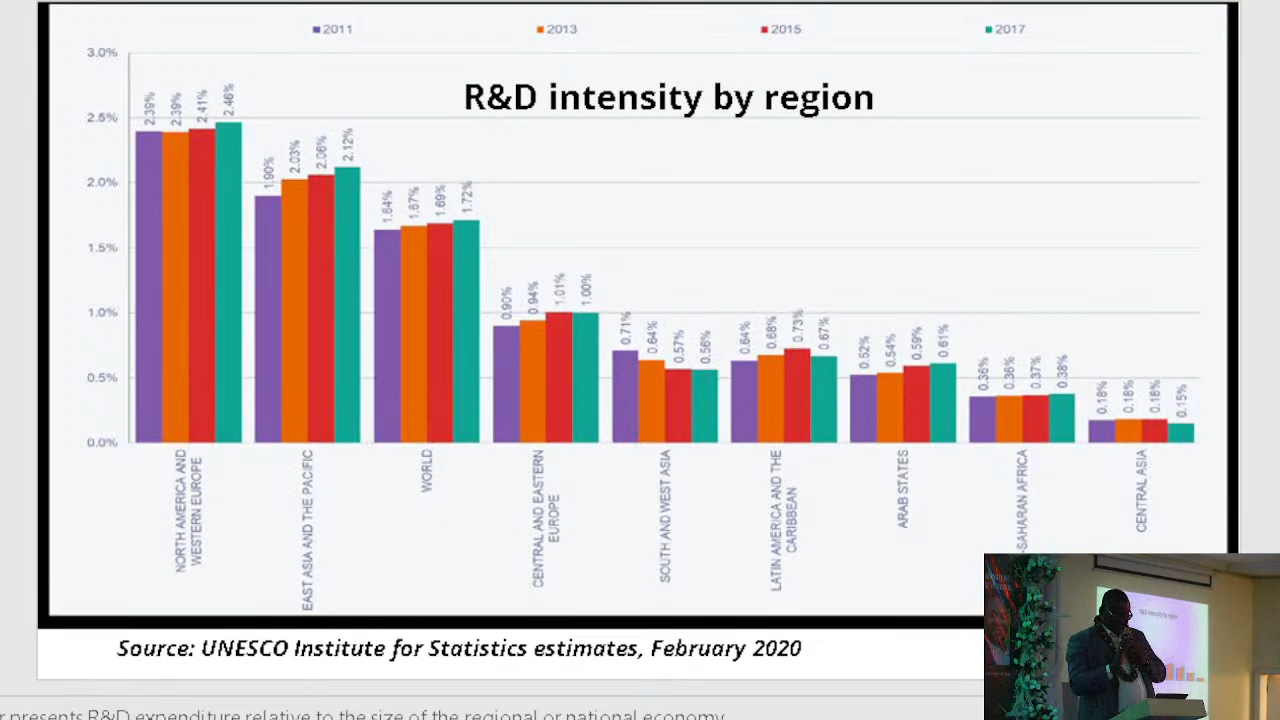 2011 2013 2015 2017
R&D intensity by region
3.0%
2.5%
2.0%
1.5%
1.0%
0.5%
0.0%
2.39% 2.39% 2.41% 2.46%
1.90% 2.03% 2.06% 2.12%
1.64% 1.67% 1.69% 1.72%
0.90% 0.94% 1.01% 1.00%
0.71% 0.64% 0.57% 0.56%
0.64% 0.68% 0.73% 0.67%
0.52% 0.54% 0.59% 0.61%
0.36% 0.36% 0.37% 0.38%
0.18% 0.18% 0.18% 0.15%
NORTH AMERICA AND
WESTERN EUROPE
EAST ASIA AND THE PACIFIC
WORLD
CENTRAL AND EASTERN
EUROPE
SOUTH AND WEST ASIA
LATIN AMERICA AND THE
CARIBBEAN
ARAB STATES
-SAHARAN AFRICA
CENTRAL ASIA
R&D intensity by region
Source: UNESCO Institute for Statistics estimates, February 2020
presents R&D expenditure relative to the size of the regional or national economy